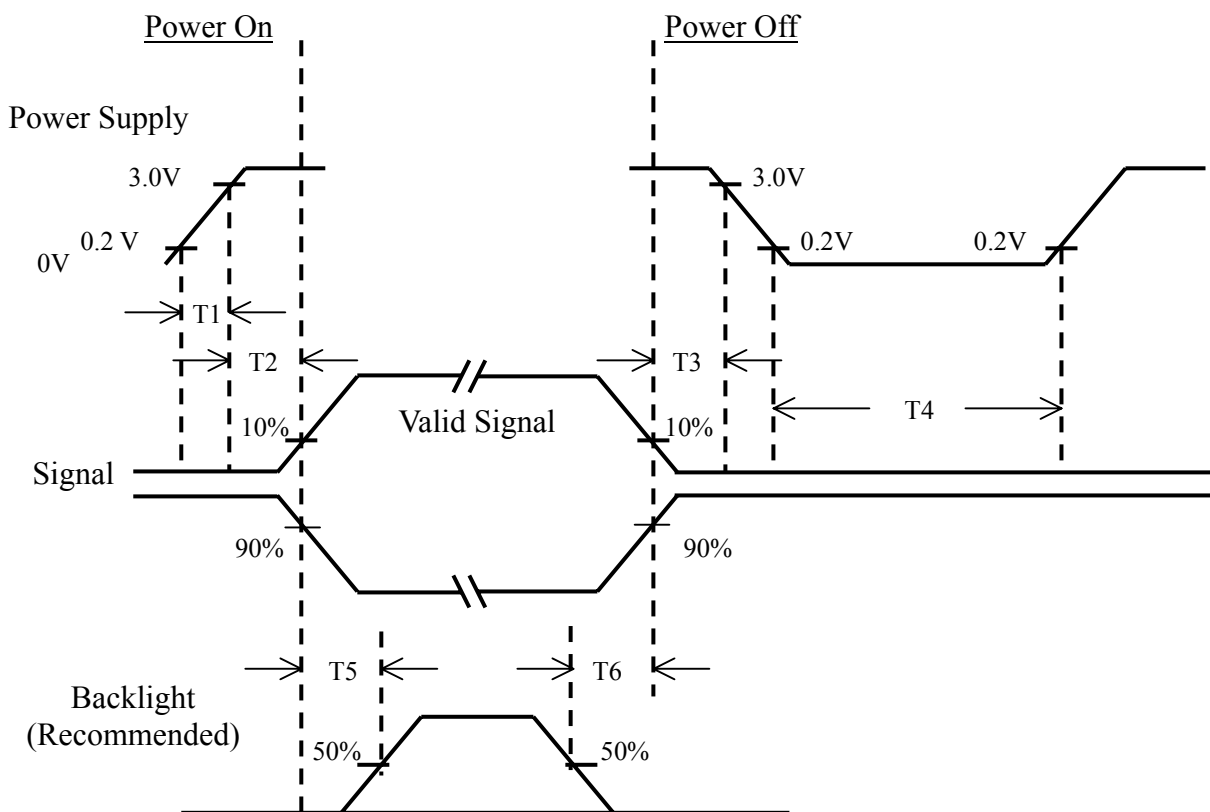 Power On
Power Off
Power Supply
3.0V
3.0V
0.2 V
0V
0.2V
0.2V
T1
T2
T3
T4
10%
Valid Signal
10%
Signal
90%
90%
T5
T6
Backlight
(Recommended)
50%
50%